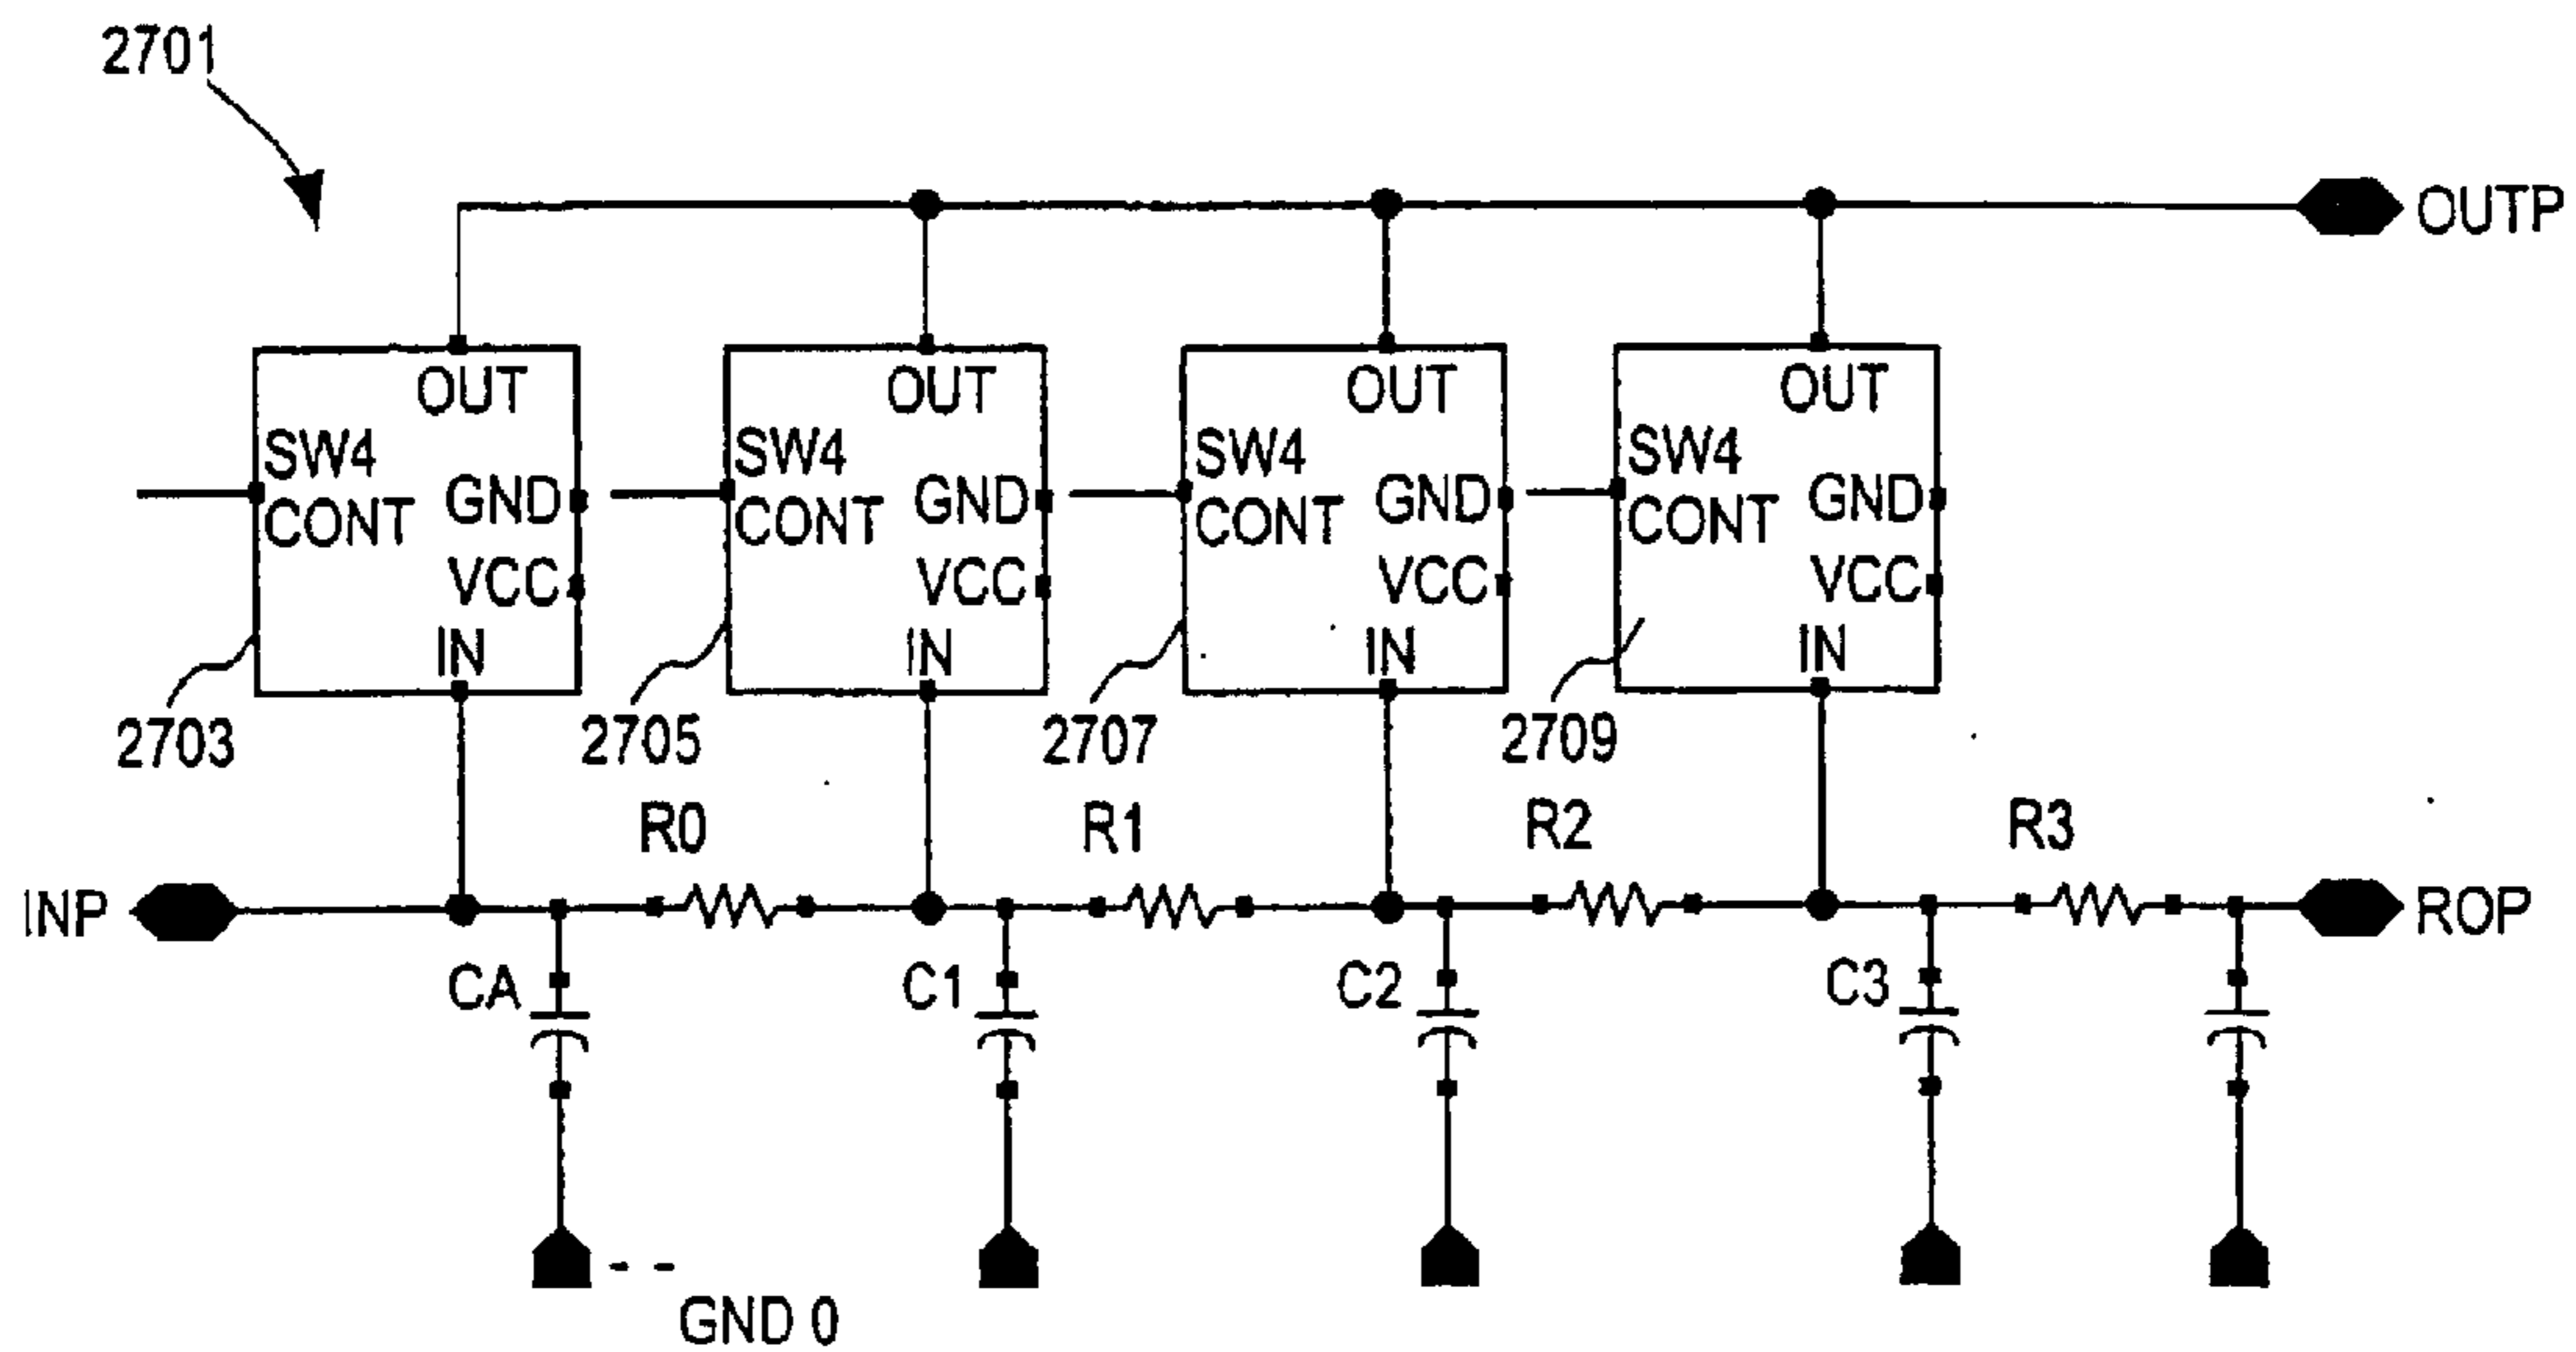 2701
OUTP
OUT
SW4
CONT
GND
VCC
IN
2703
OUT
SW4
CONT
GND
VCC
IN
2705
OUT
SW4
CONT
GND
VCC
IN
2707
OUT
SW4
CONT
GND
VCC
IN
2709
R0
R1
R2
R3
INP
ROP
CA
C1
C2
C3
GND 0